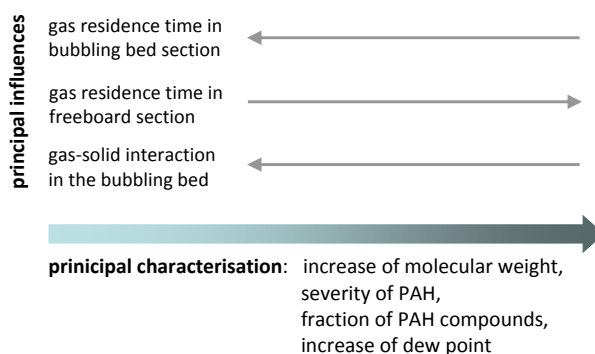 principal influences
gas residence time in
bubbling bed section
gas residence time in
freeboard section
gas-solid interaction
in the bubbling bed
prinicipal characterisation: increase of molecular weight,
severity of PAH,
fraction of PAH compounds,
increase of dew point